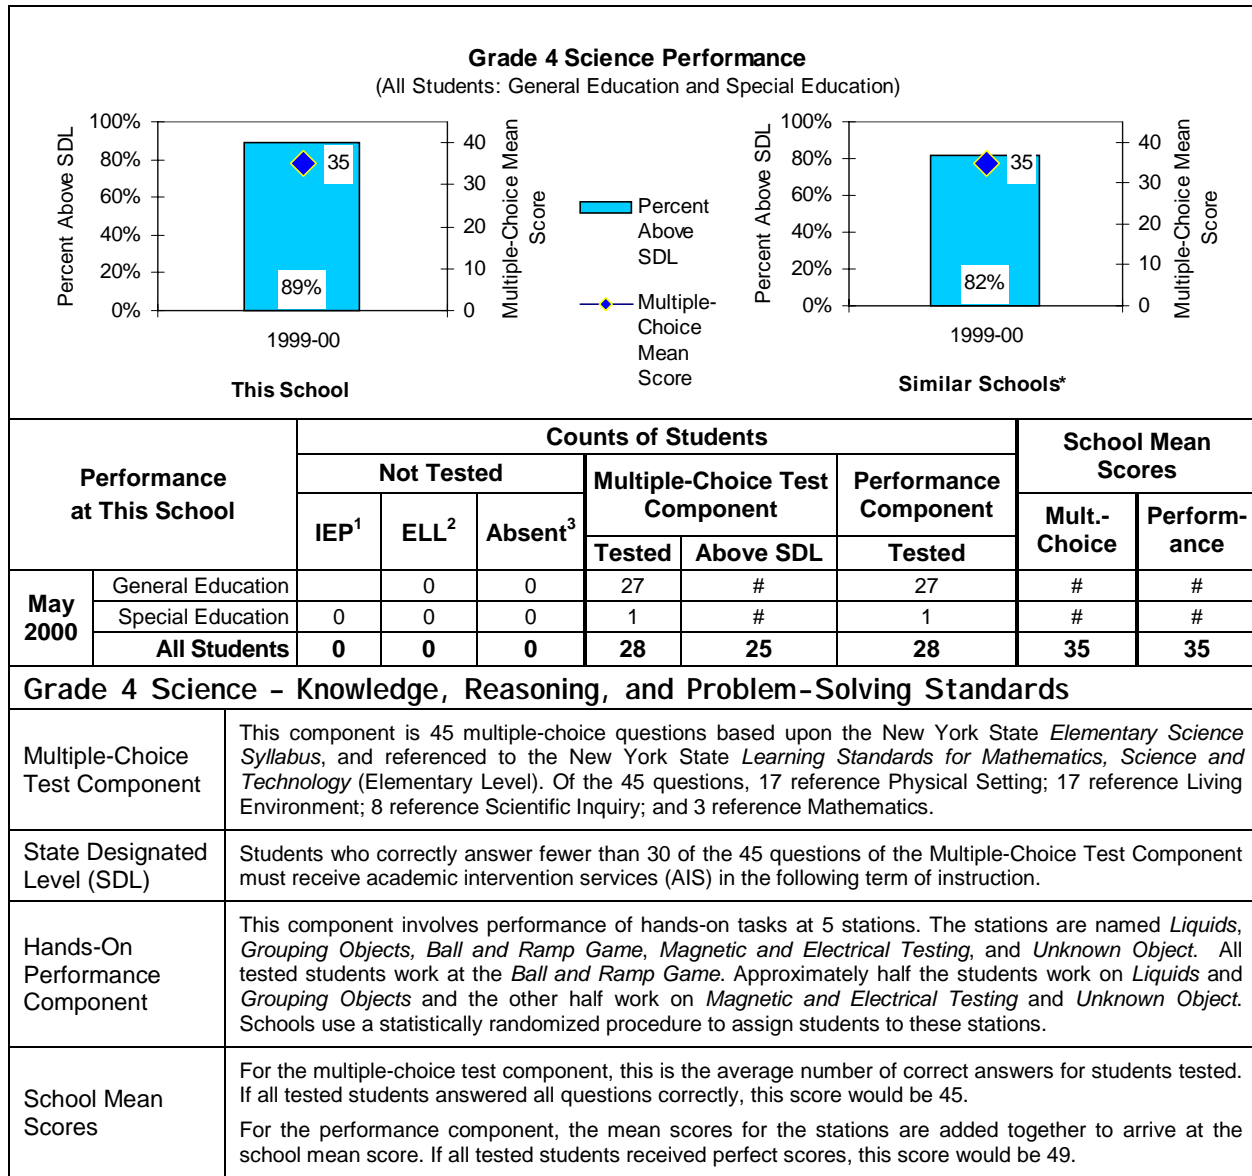 Grade 4 Science Performance
(All Students: General Education and Special Education)
Percent Above SDL
100%
80%
60%
40%
20%
0%
35
89%
40
30
20
10
0
Multiple-Choice Mean
Score
1999-00
This School
Percent
Above
SDL
Multiple-
Choice
Mean
Score
Percent Above SDL
100%
80%
60%
40%
20%
0%
35
82%
40
30
20
10
0
Multiple-Choice Mean
Score
1999-00
Similar Schools*
Performance
at This School
Counts of Students
School Mean
Scores
Not Tested
Multiple-Choice Test
Component
Performance
Component
IEP1 ELL2 Absent3
Mult.-
Choice
Perform-
ance
Tested Above SDL Tested
May
2000
General Education 0 0 27 # 27 # #
Special Education 0 0 0 1 # 1 # #
All Students 0 0 0 28 25 28 35 35
Grade 4 Science – Knowledge, Reasoning, and Problem-Solving Standards
Multiple-Choice
Test Component
This component is 45 multiple-choice questions based upon the New York State Elementary Science
Syllabus, and referenced to the New York State Learning Standards for Mathematics, Science and
Technology (Elementary Level). Of the 45 questions, 17 reference Physical Setting; 17 reference Living
Environment; 8 reference Scientific Inquiry; and 3 reference Mathematics.
State Designated
Level (SDL)
Students who correctly answer fewer than 30 of the 45 questions of the Multiple-Choice Test Component
must receive academic intervention services (AIS) in the following term of instruction.
Hands-On
Performance
Component
This component involves performance of hands-on tasks at 5 stations. The stations are named Liquids,
Grouping Objects, Ball and Ramp Game, Magnetic and Electrical Testing, and Unknown Object. All
tested students work at the Ball and Ramp Game. Approximately half the students work on Liquids and
Grouping Objects and the other half work on Magnetic and Electrical Testing and Unknown Object.
Schools use a statistically randomized procedure to assign students to these stations.
School Mean
Scores
For the multiple-choice test component, this is the average number of correct answers for students tested.
If all tested students answered all questions correctly, this score would be 45.
For the performance component, the mean scores for the stations are added together to arrive at the
school mean score. If all tested students received perfect scores, this score would be 49.